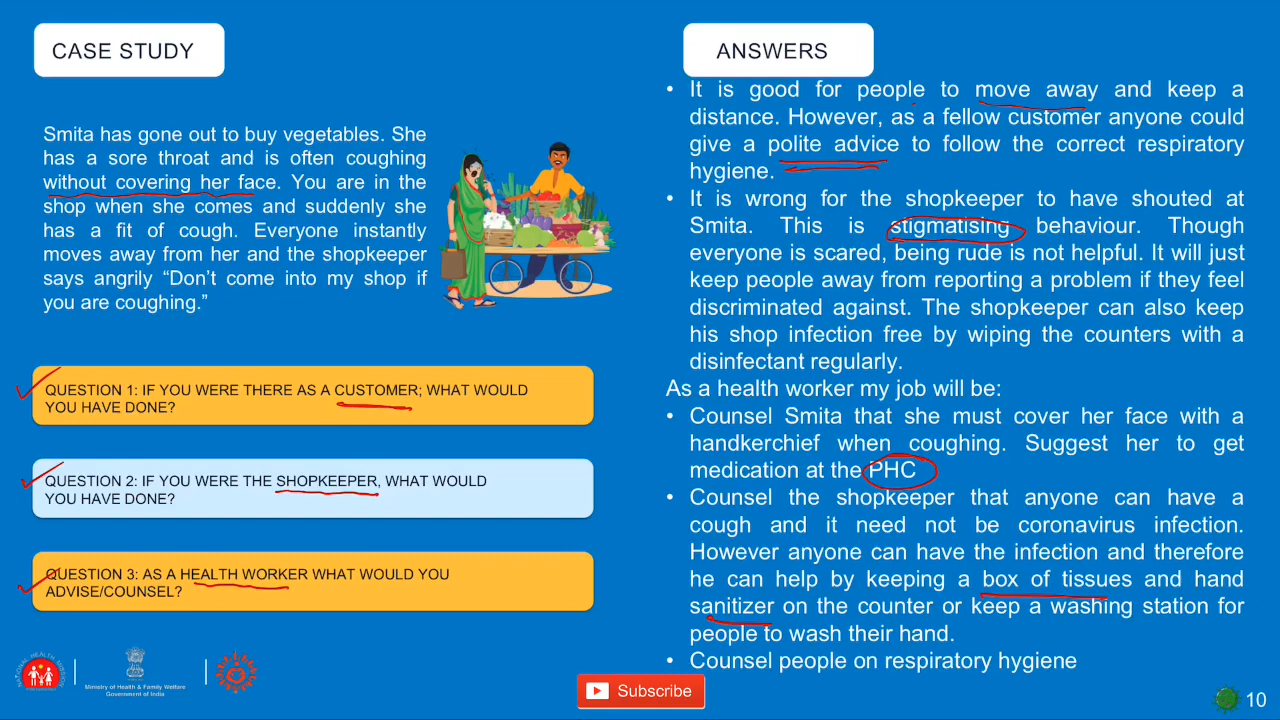 CASE STUDY
Smita has gone out to buy vegetables. She
has a sore throat and is often coughing
without covering her face. You are in the
shop when she comes and suddenly she
has a fit of cough. Everyone instantly
moves away from her and the shopkeeper
says angrily “Don’t come into my shop if
you are coughing.”
QUESTION 1: IF YOU WERE THERE AS A CUSTOMER; WHAT WOULD
YOU HAVE DONE?
QUESTION 2: IF YOU WERE THE SHOPKEEPER, WHAT WOULD
YOU HAVE DONE?
QUESTION 3: AS A HEALTH WORKER WHAT WOULD YOU
ADVISE/COUNSEL?
NATIONAL HEALTH MISSION
Ministry of Health & Family Welfare
Government of India
ANSWERS
• It is good for people to move away and keep a
distance. However, as a fellow customer anyone could
give a polite advice to follow the correct respiratory
hygiene.
• It is wrong for the shopkeeper to have shouted at
Smita. This is stigmatising behaviour. Though
everyone is scared, being rude is not helpful. It will just
keep people away from reporting a problem if they feel
discriminated against. The shopkeeper can also keep
his shop infection free by wiping the counters with a
disinfectant regularly.
As a health worker my job will be:
• Counsel Smita that she must cover her face with a
handkerchief when coughing. Suggest her to get
medication at the PHC
• Counsel the shopkeeper that anyone can have a
cough and it need not be coronavirus infection.
However anyone can have the infection and therefore
he can help by keeping a box of tissues and hand
sanitizer on the counter or keep a washing station for
people to wash their hand.
• Counsel people on respiratory hygiene
Subscribe
10